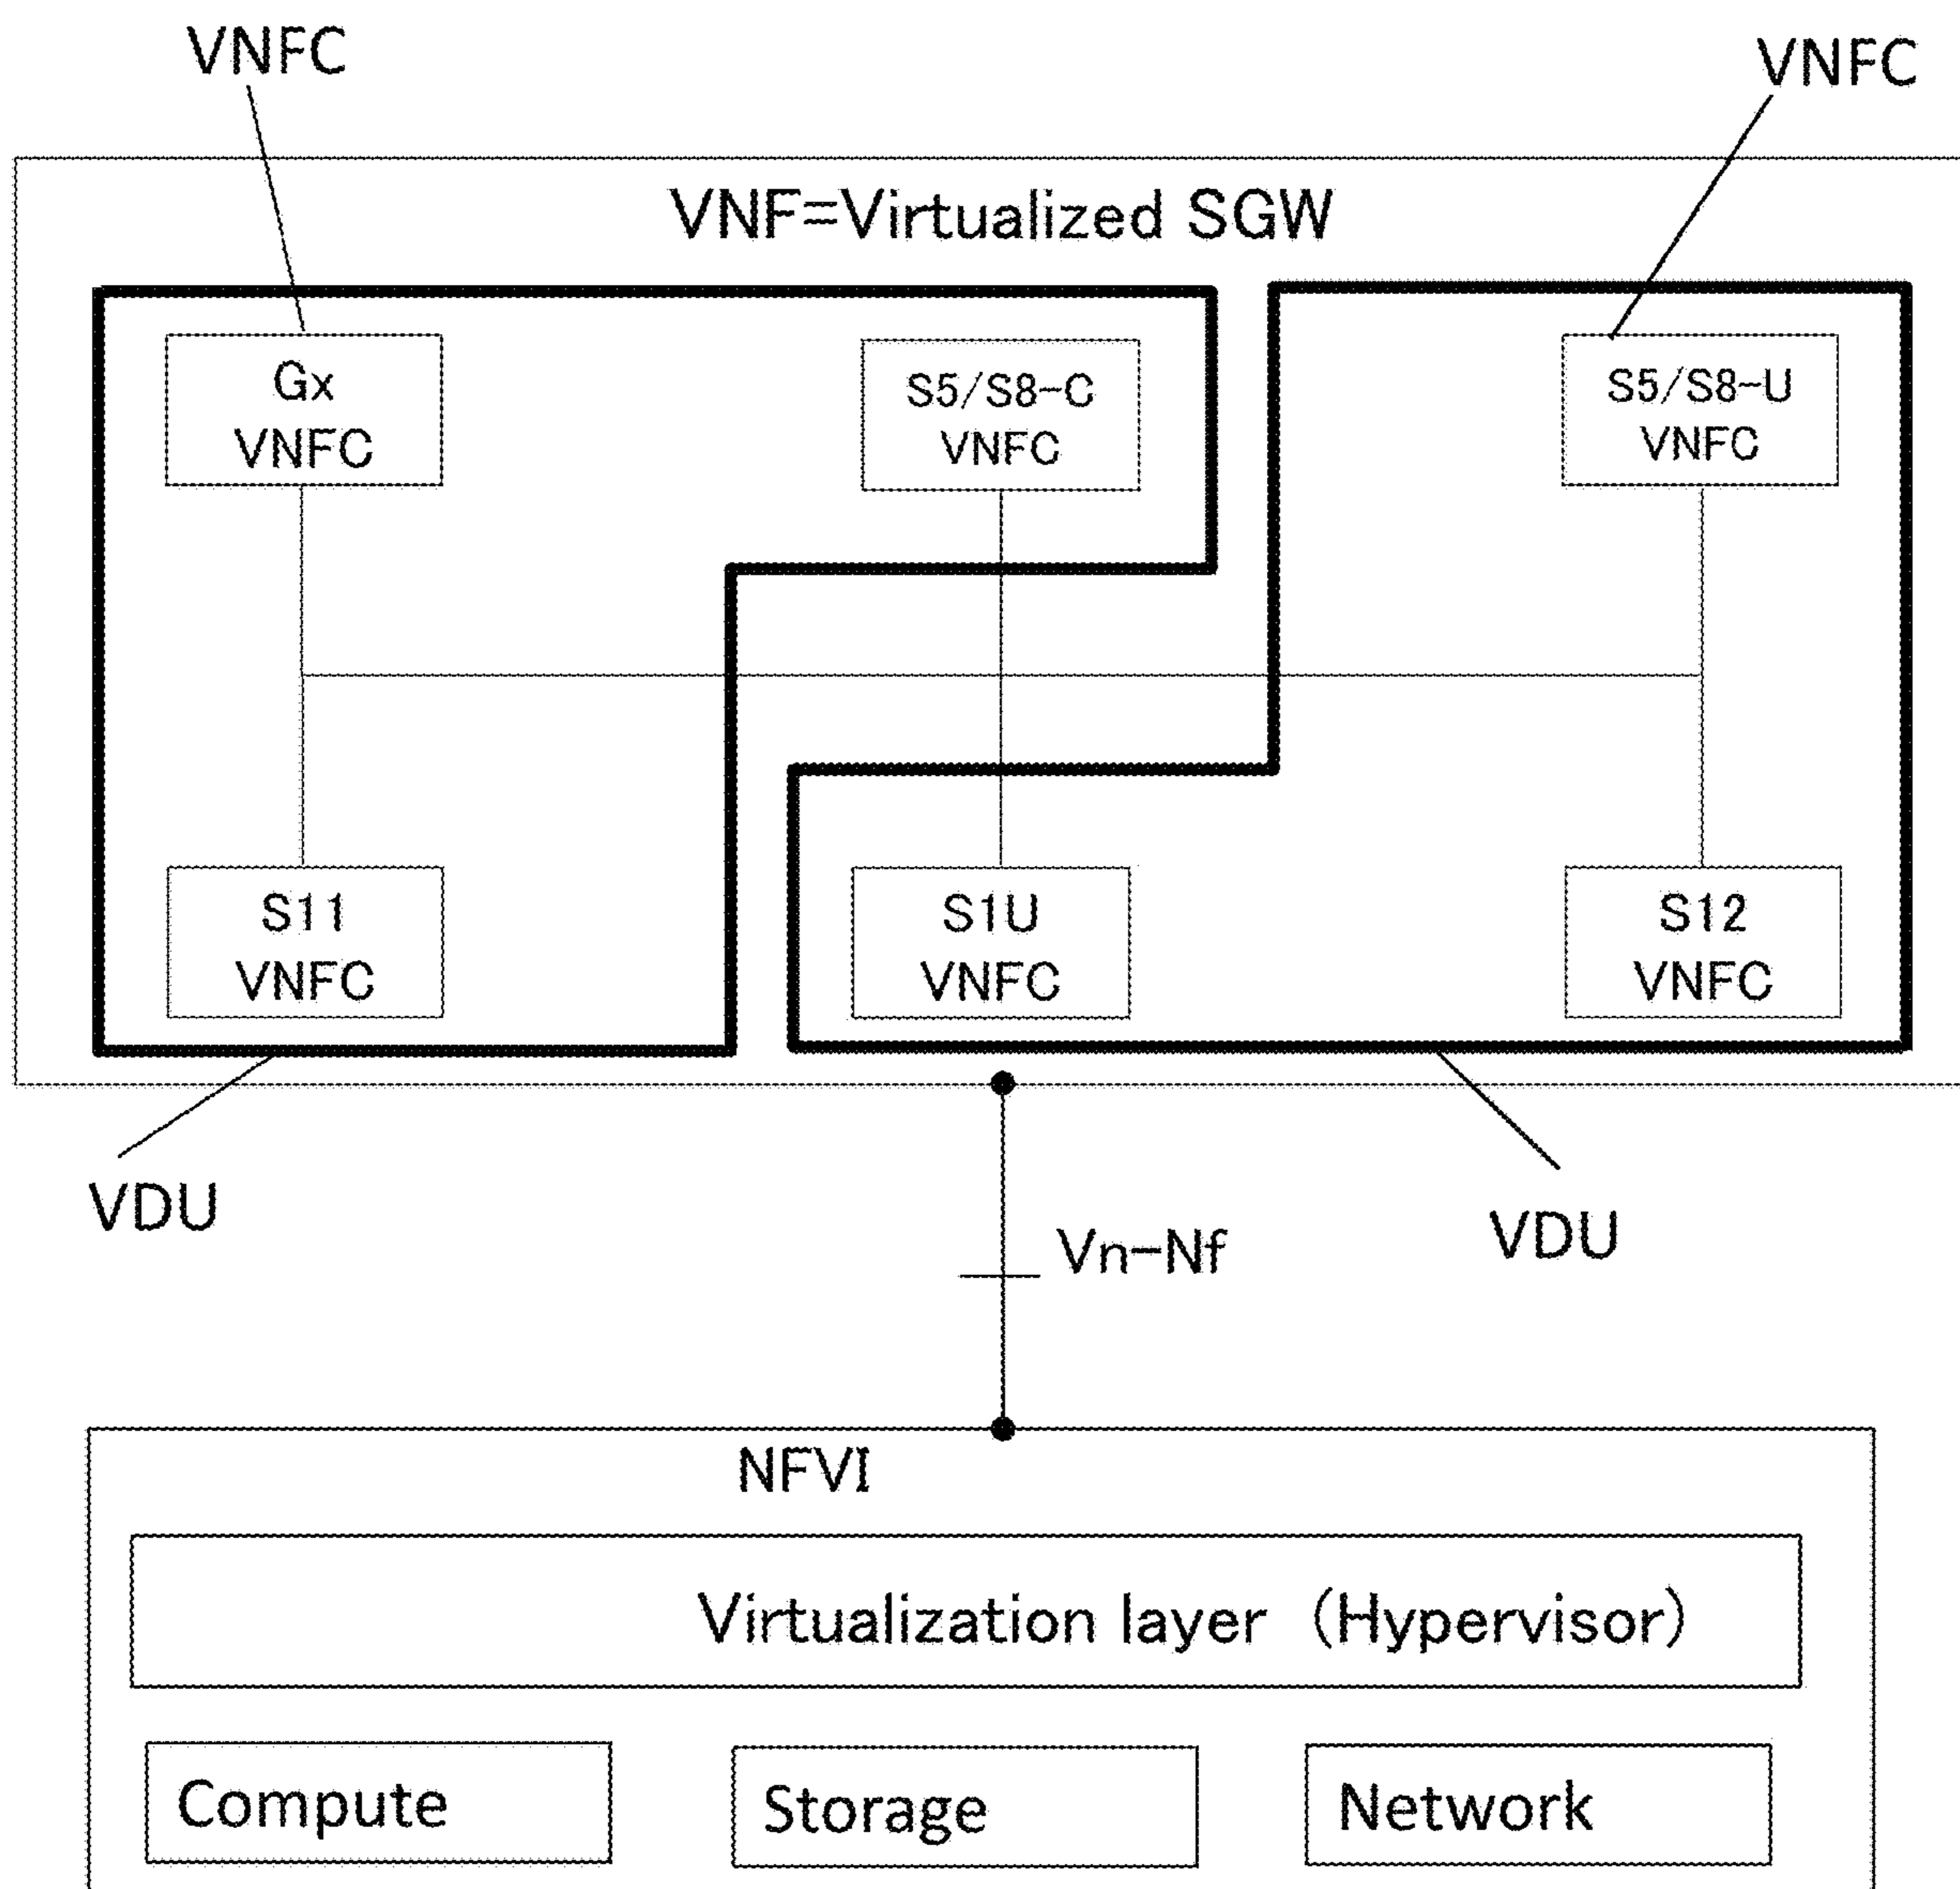 VNFC
VNFC
VNF=Virtualized SGW
Gx
VNFC
S5/S8-C
VNFC
S5/S8-U
VNFC
S11
VNFC
S1U
VNFC
S12
VNFC
VDU
VDU
Vn-Nf
NFVI
Virtualization layer (Hypervisor)
Compute
Storage
Network